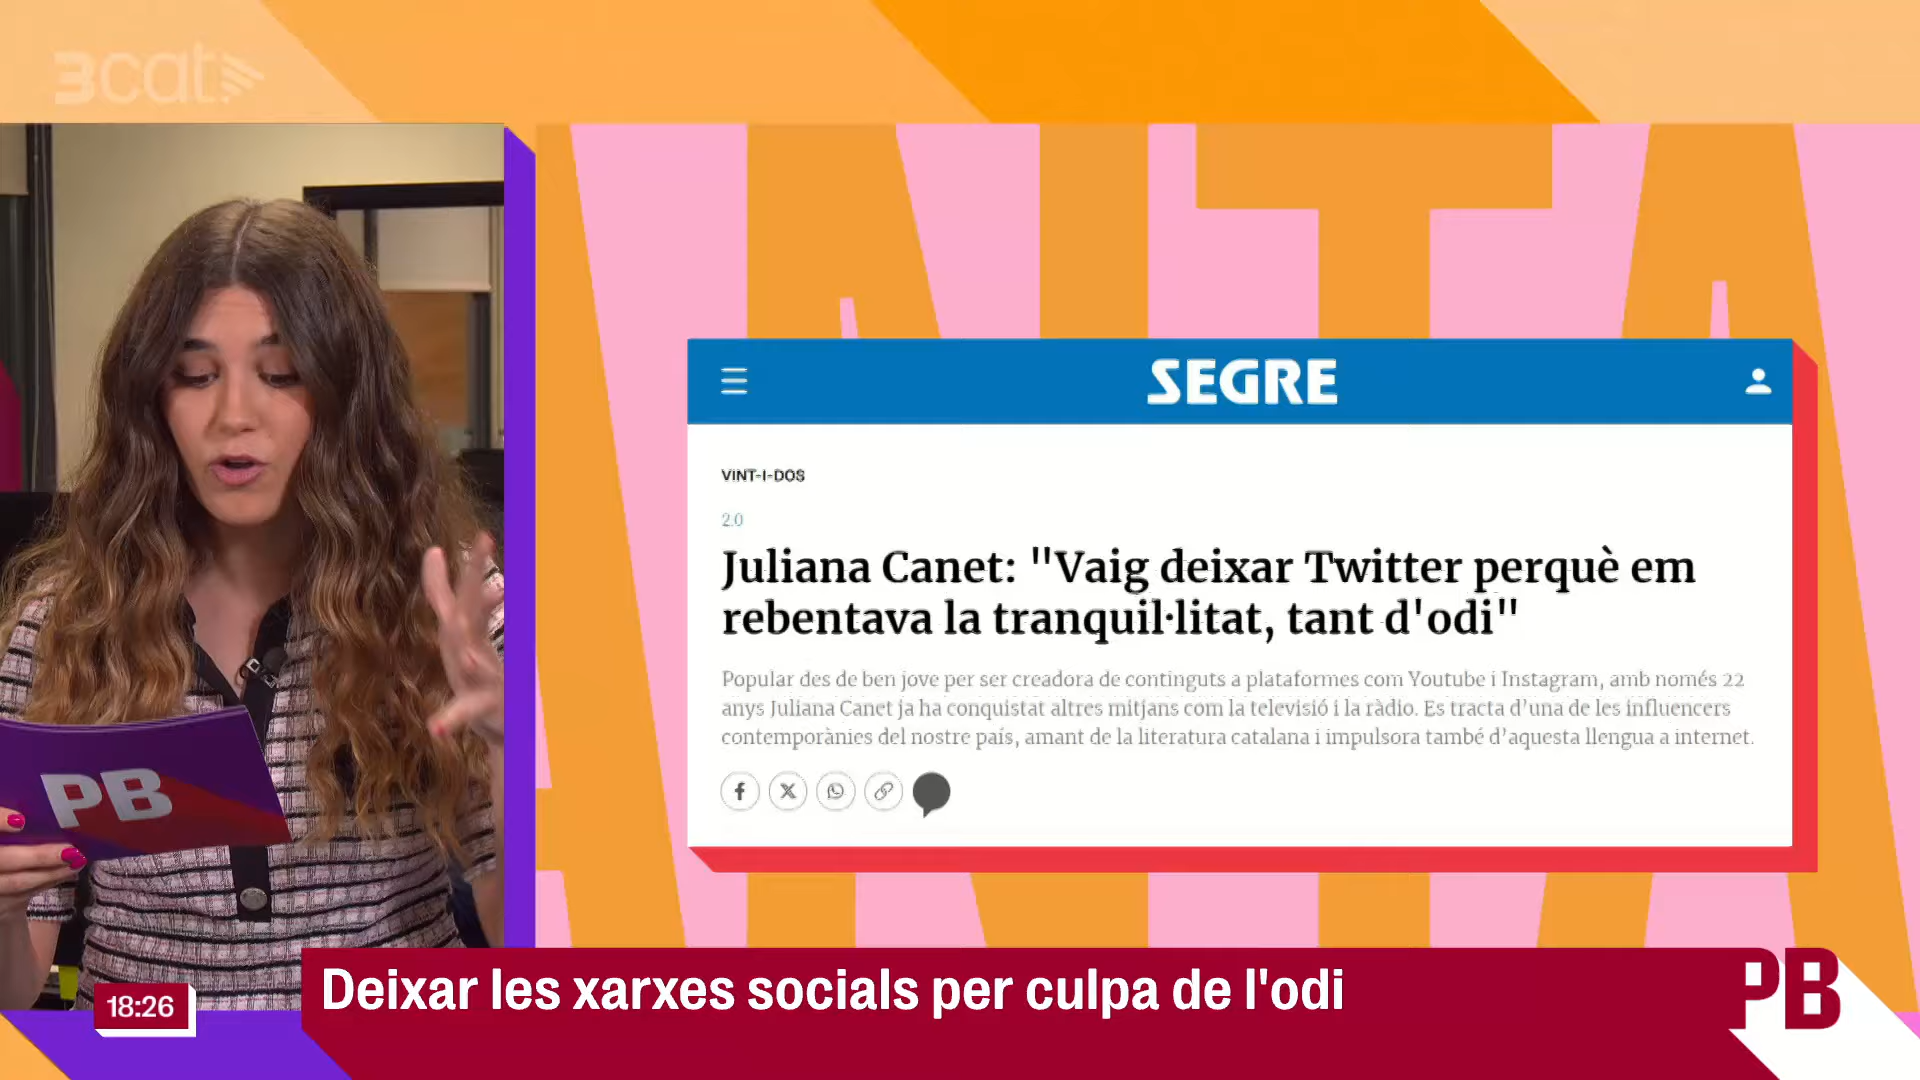 3cat
SEGRE
VINT-I-DOS
2.0
Juliana Canet: "Vaig deixar Twitter perquè em
rebentava la tranquil·litat, tant d'odi"
Popular des de ben jove per ser creadora de continguts a plataformes com Youtube i Instagram, amb només 22
anys Juliana Canet ja ha conquistat altres mitjans com la televisió i la ràdio. Es tracta d'una de les influencers
contemporànies del nostre país, amant de la literatura catalana i impulsora també d'aquesta llengua a internet.
PB
18:26
Deixar les xarxes socials per culpa de l'odi
PB